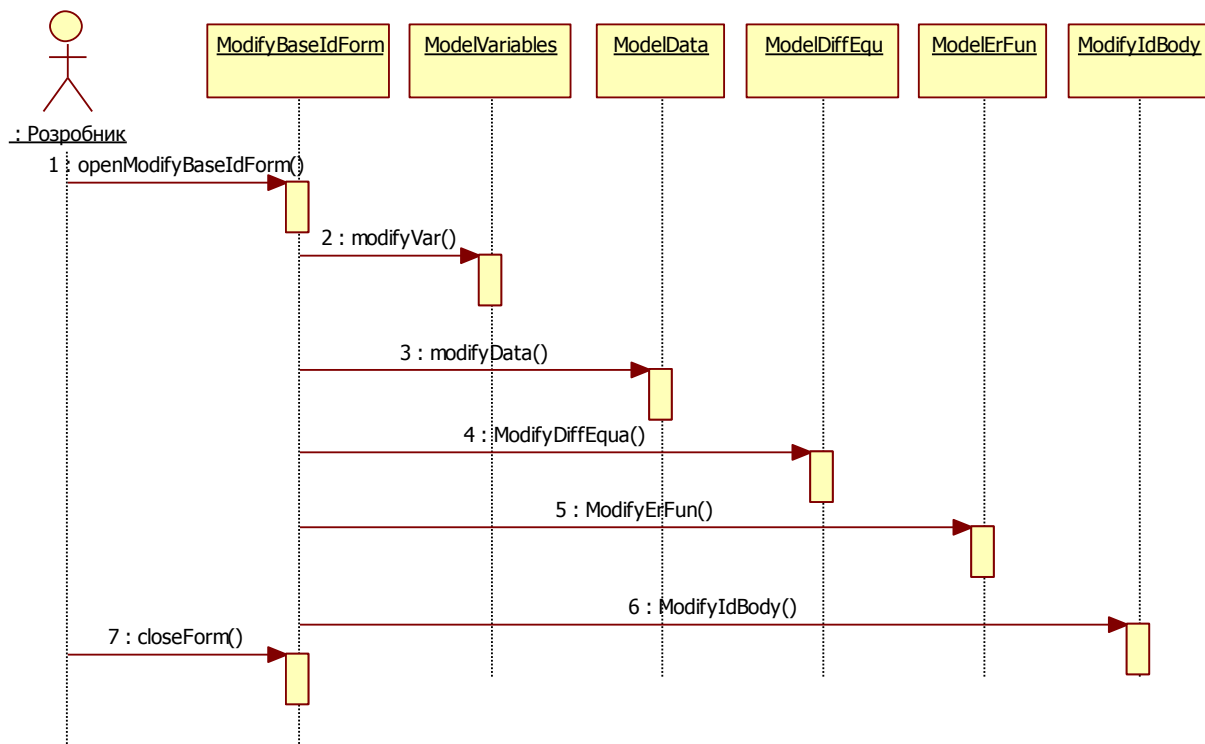 ModifyBaseIdForm
ModelVariables
ModelData
ModelDiffEqu
ModelErFun
ModifyIdBody
: Розробник
1 : openModifyBaseIdForm()
2 : modifyVar()
3 : modifyData()
4 : ModifyDiffEqua()
5 : ModifyErFun()
6 : ModifyIdBody()
7 : closeForm()